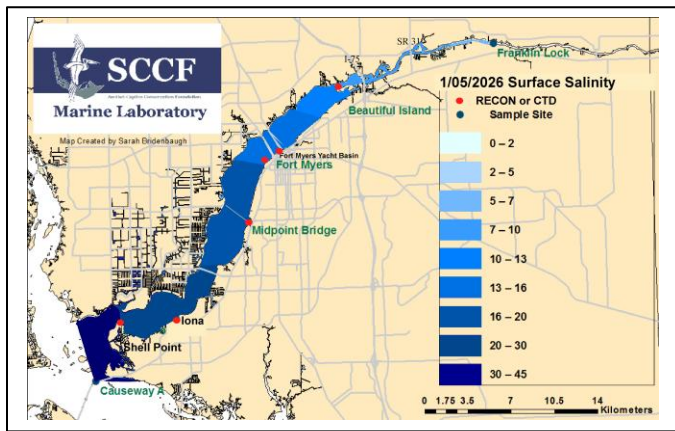 SCCF
Sanibel-Captiva Conservation Foundation
Marine Laboratory
Map Created by Sarah Bridenbaugh
SR 31
I-75
Franklin Lock
Beautiful Island
Fort Myers Yacht Basin
Fort Myers
Midpoint Bridge
Iona
Shell Point
Causeway A
1/05/2026 Surface Salinity
RECON or CTD
Sample Site
0 – 2
2 – 5
5 – 7
7 – 10
10 – 13
13 – 16
16 – 20
20 – 30
30 – 45
0 1.75 3.5 7 10.5 14
Kilometers